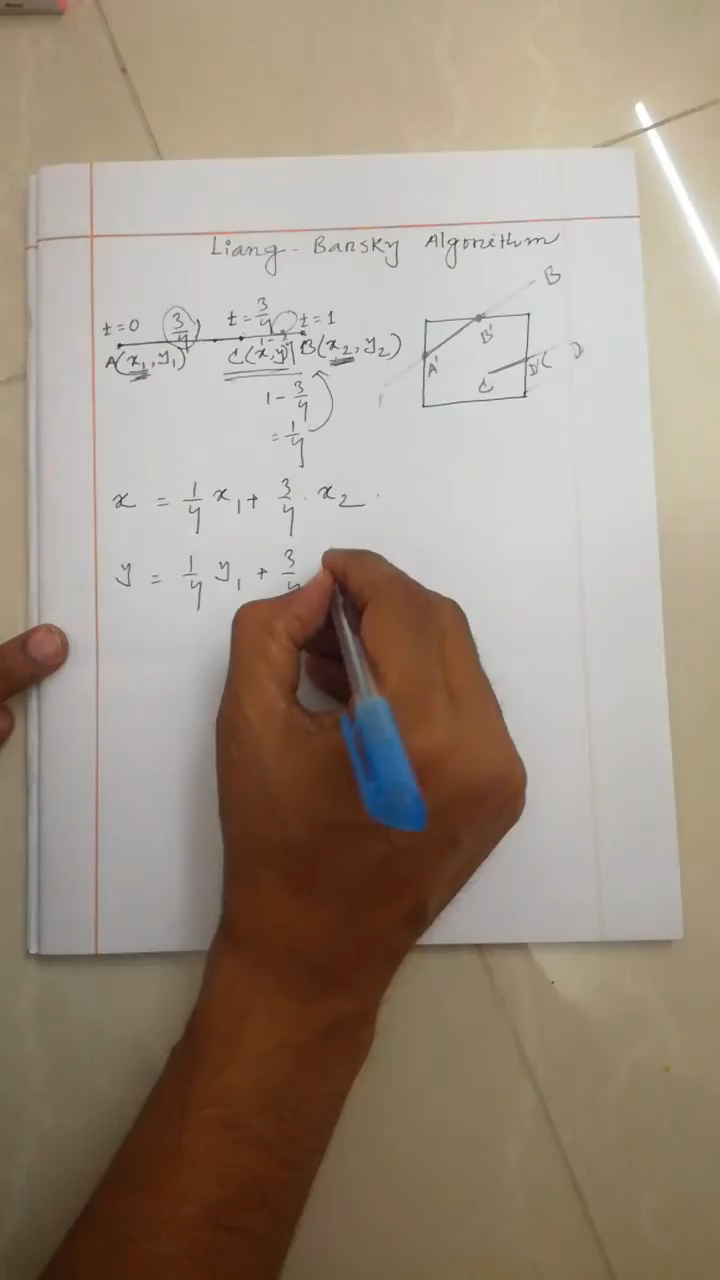 Liang - Barsky Algorithm
t=0 3/4 t=3/4 t=1
A(x₁, y₁) C(x, y) B(x₂, y₂)
1 - 3/4
= 1/4
B
B'
A'
C D' D
x = 1/4 x₁ + 3/4 · x₂
y = 1/4 y₁ + 3/4